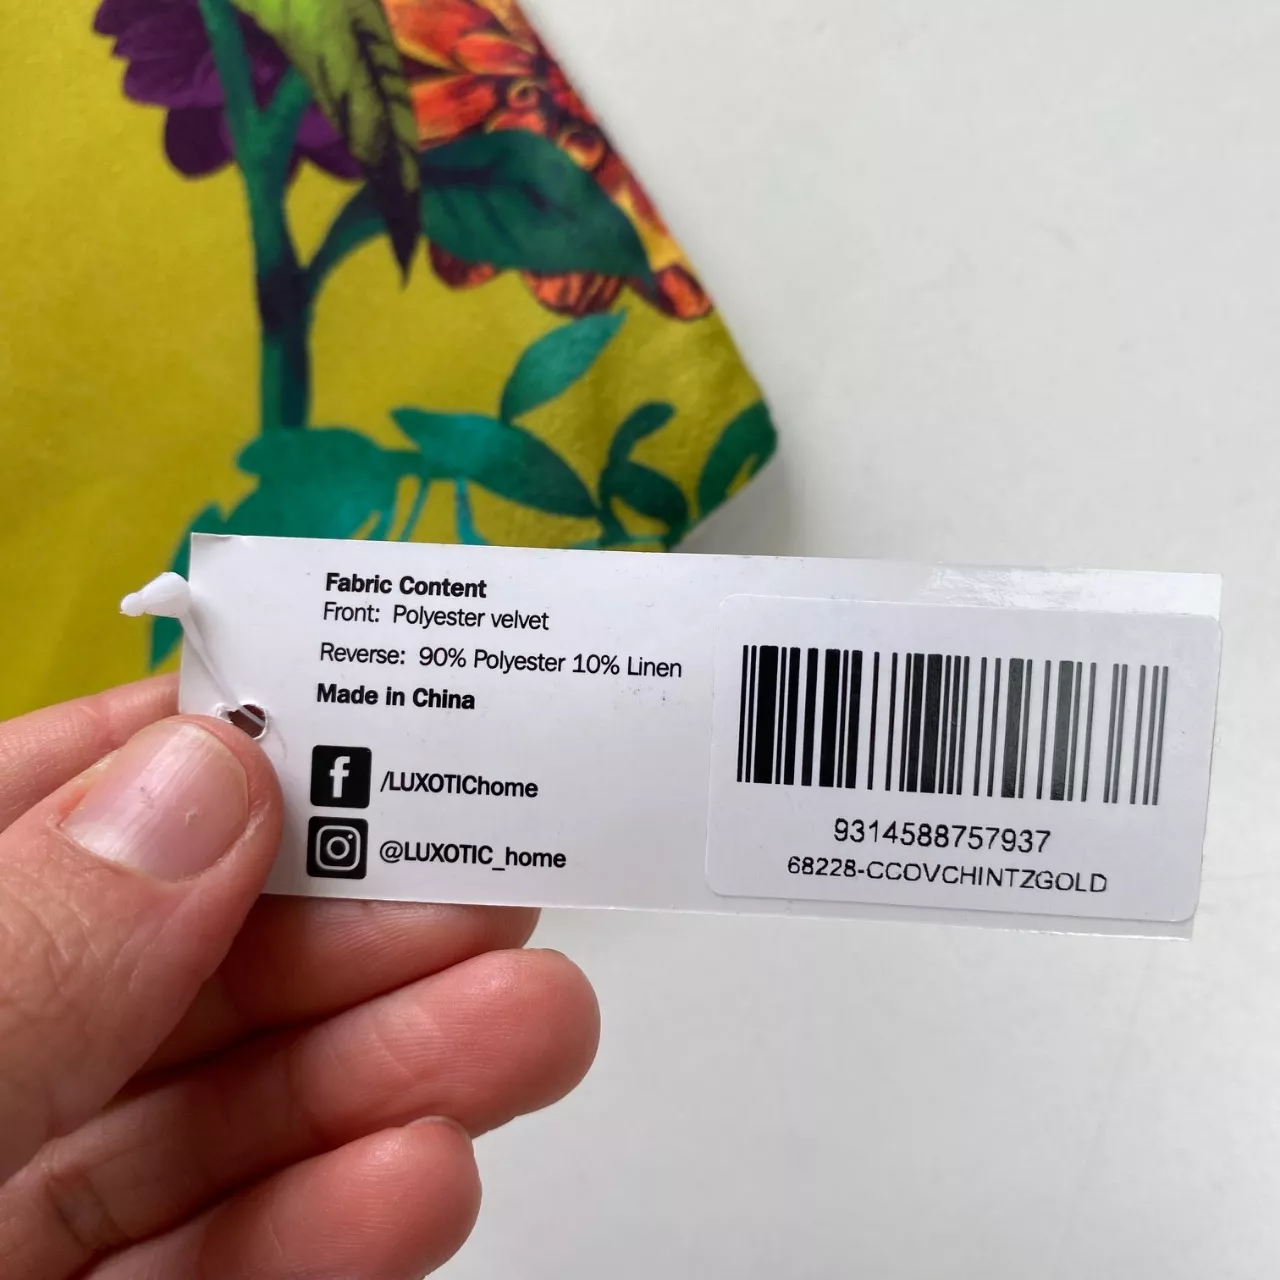 Fabric Content
Front: Polyester velvet
Reverse: 90% Polyester 10% Linen
Made in China
f /LUXOTIChome
@LUXOTIC_home
9314588757937
68228-CCOVCHINTZGOLD